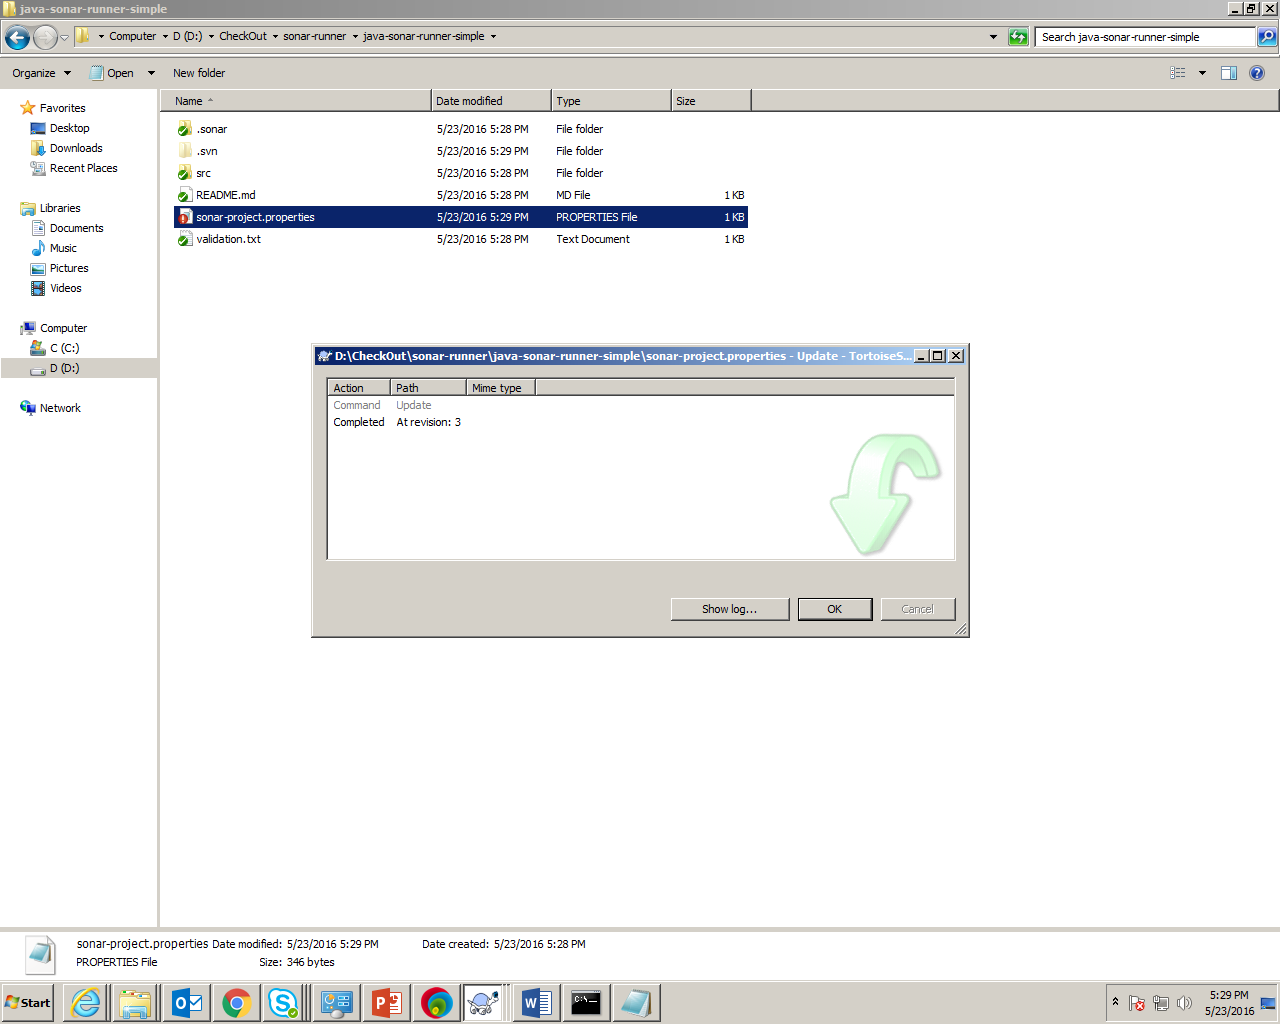 java-sonar-runner-simple
Computer D (D:) CheckOut sonar-runner java-sonar-runner-simple
Search java-sonar-runner-simple
Organize Open New folder
Favorites
Desktop
Downloads
Recent Places
Libraries
Documents
Music
Pictures
Videos
Computer
C (C:)
D (D:)
Network
Name Date modified Type Size
.sonar 5/23/2016 5:28 PM File folder
.svn 5/23/2016 5:29 PM File folder
src 5/23/2016 5:28 PM File folder
README.md 5/23/2016 5:28 PM MD File 1 KB
sonar-project.properties 5/23/2016 5:29 PM PROPERTIES File 1 KB
validation.txt 5/23/2016 5:28 PM Text Document 1 KB
D:\CheckOut\sonar-runner\java-sonar-runner-simple\sonar-project.properties - Update - TortoiseS...
Action Path Mime type
Command Update
Completed At revision: 3
Show log... OK Cancel
sonar-project.properties Date modified: 5/23/2016 5:29 PM Date created: 5/23/2016 5:28 PM
PROPERTIES File Size: 346 bytes
Start
5:29 PM
5/23/2016